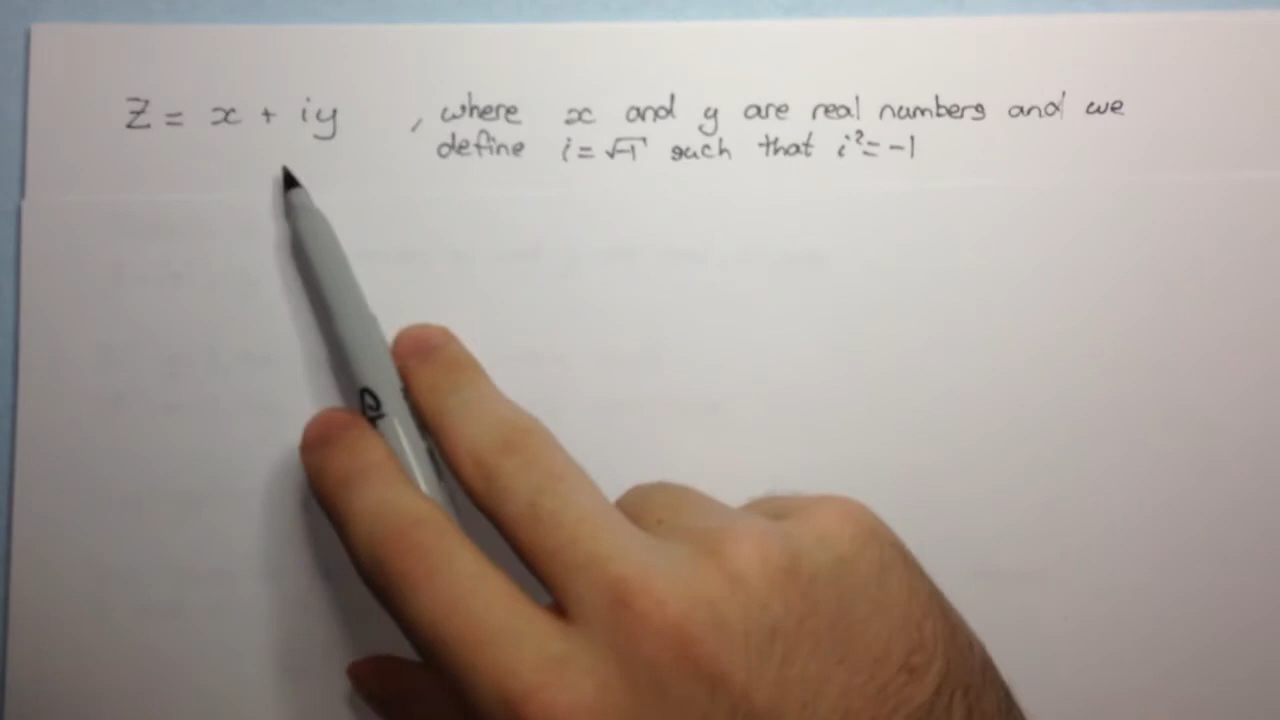 Z = x + iy , where x and y are real numbers and we
define i = √-1 such that i² = -1